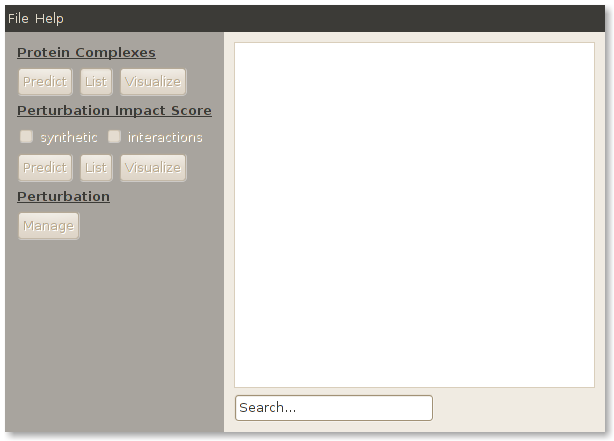 File Help
Protein Complexes
Predict List Visualize
Perturbation Impact Score
synthetic interactions
Predict List Visualize
Perturbation
Manage
Search...